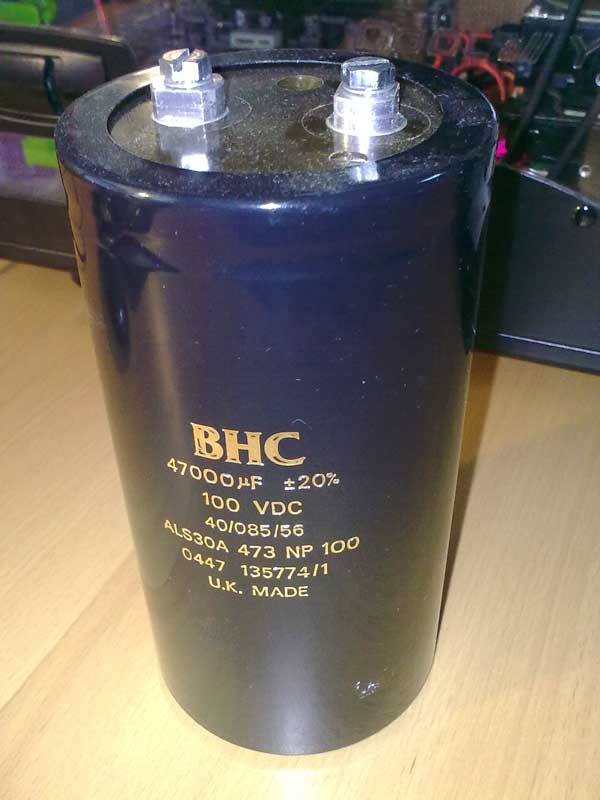 BHC
47000µF ±20%
100 VDC
40/085/56
ALS30A 473 NP 100
0447 135774/1
U.K. MADE